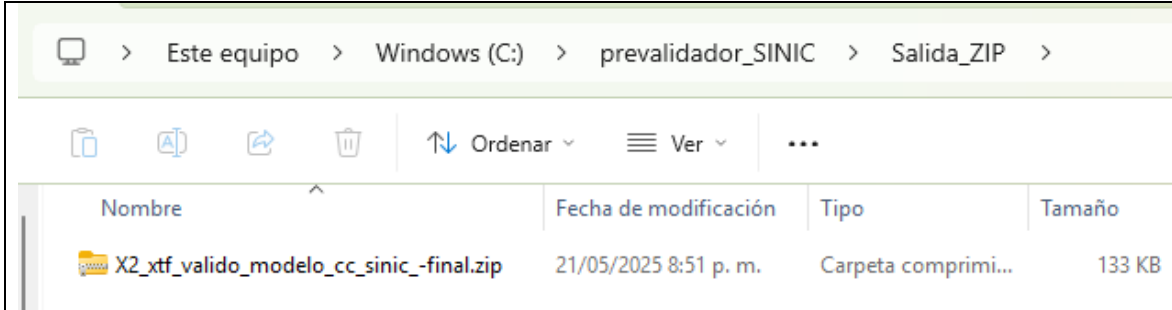 Este equipo > Windows (C:) > prevalidador_SINIC > Salida_ZIP >
Ordenar Ver ...
Nombre Fecha de modificación Tipo Tamaño
X2_xtf_valido_modelo_cc_sinic_-final.zip 21/05/2025 8:51 p. m. Carpeta comprimi... 133 KB